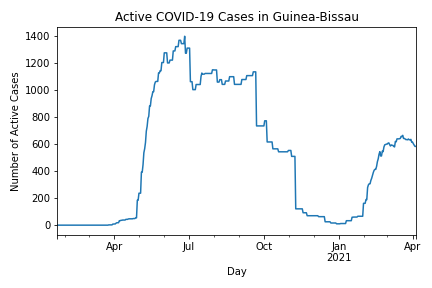 Active COVID-19 Cases in Guinea-Bissau
Number of Active Cases
1400
1200
1000
800
600
400
200
0
Apr Jul Oct Jan Apr
2021
Day